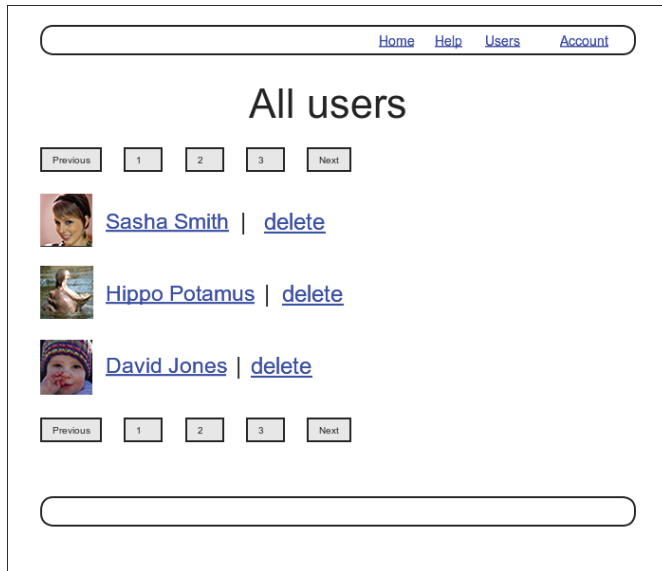 Home Help Users Account
All users
Previous 1 2 3 Next
Sasha Smith | delete
Hippo Potamus | delete
David Jones | delete
Previous 1 2 3 Next